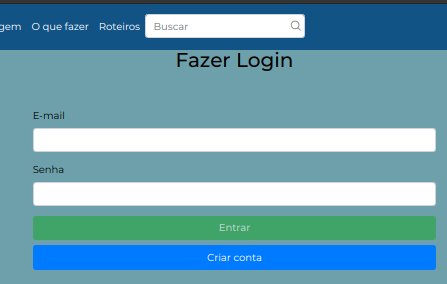 gem O que fazer Roteiros Buscar
Fazer Login
E-mail
Senha
Entrar
Criar conta